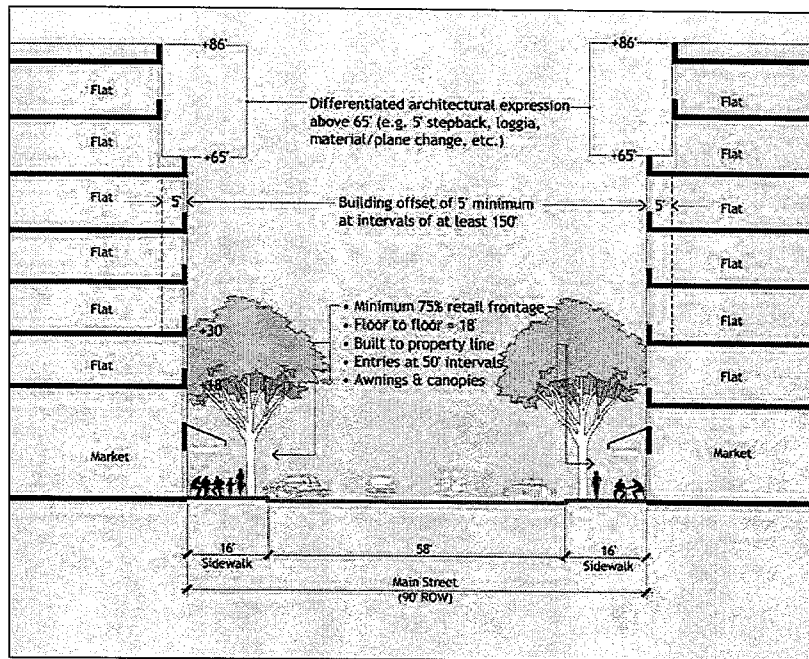 +86' +86'
Flat Flat
Differentiated architectural expression
above 65' (e.g. 5' stepback, loggia,
material/plane change, etc.)
Flat Flat
+65' +65'
Flat Flat
5' Building offset of 5' minimum 5'
at intervals of at least 150'
Flat Flat
Flat Flat
• Minimum 75% retail frontage
+30' • Floor to floor = 18'
• Built to property line
Flat • Entries at 50' intervals Flat
+18' • Awnings & canopies
Market Market
16' 58' 16'
Sidewalk Sidewalk
Main Street
(90' ROW)